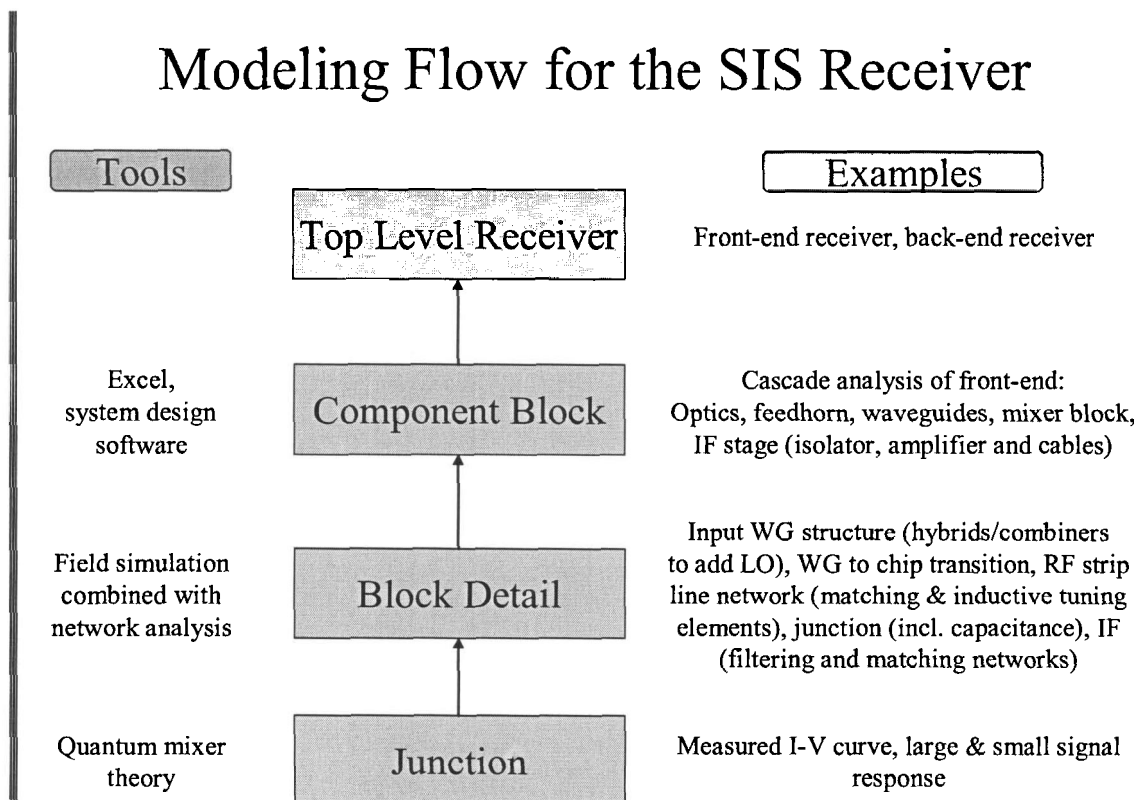 Modeling Flow for the SIS Receiver
Tools
Examples
Top Level Receiver
Front-end receiver, back-end receiver
Excel,
system design
software
Component Block
Cascade analysis of front-end:
Optics, feedhorn, waveguides, mixer block,
IF stage (isolator, amplifier and cables)
Field simulation
combined with
network analysis
Block Detail
Input WG structure (hybrids/combiners
to add LO), WG to chip transition, RF strip
line network (matching & inductive tuning
elements), junction (incl. capacitance), IF
(filtering and matching networks)
Quantum mixer
theory
Junction
Measured I-V curve, large & small signal
response